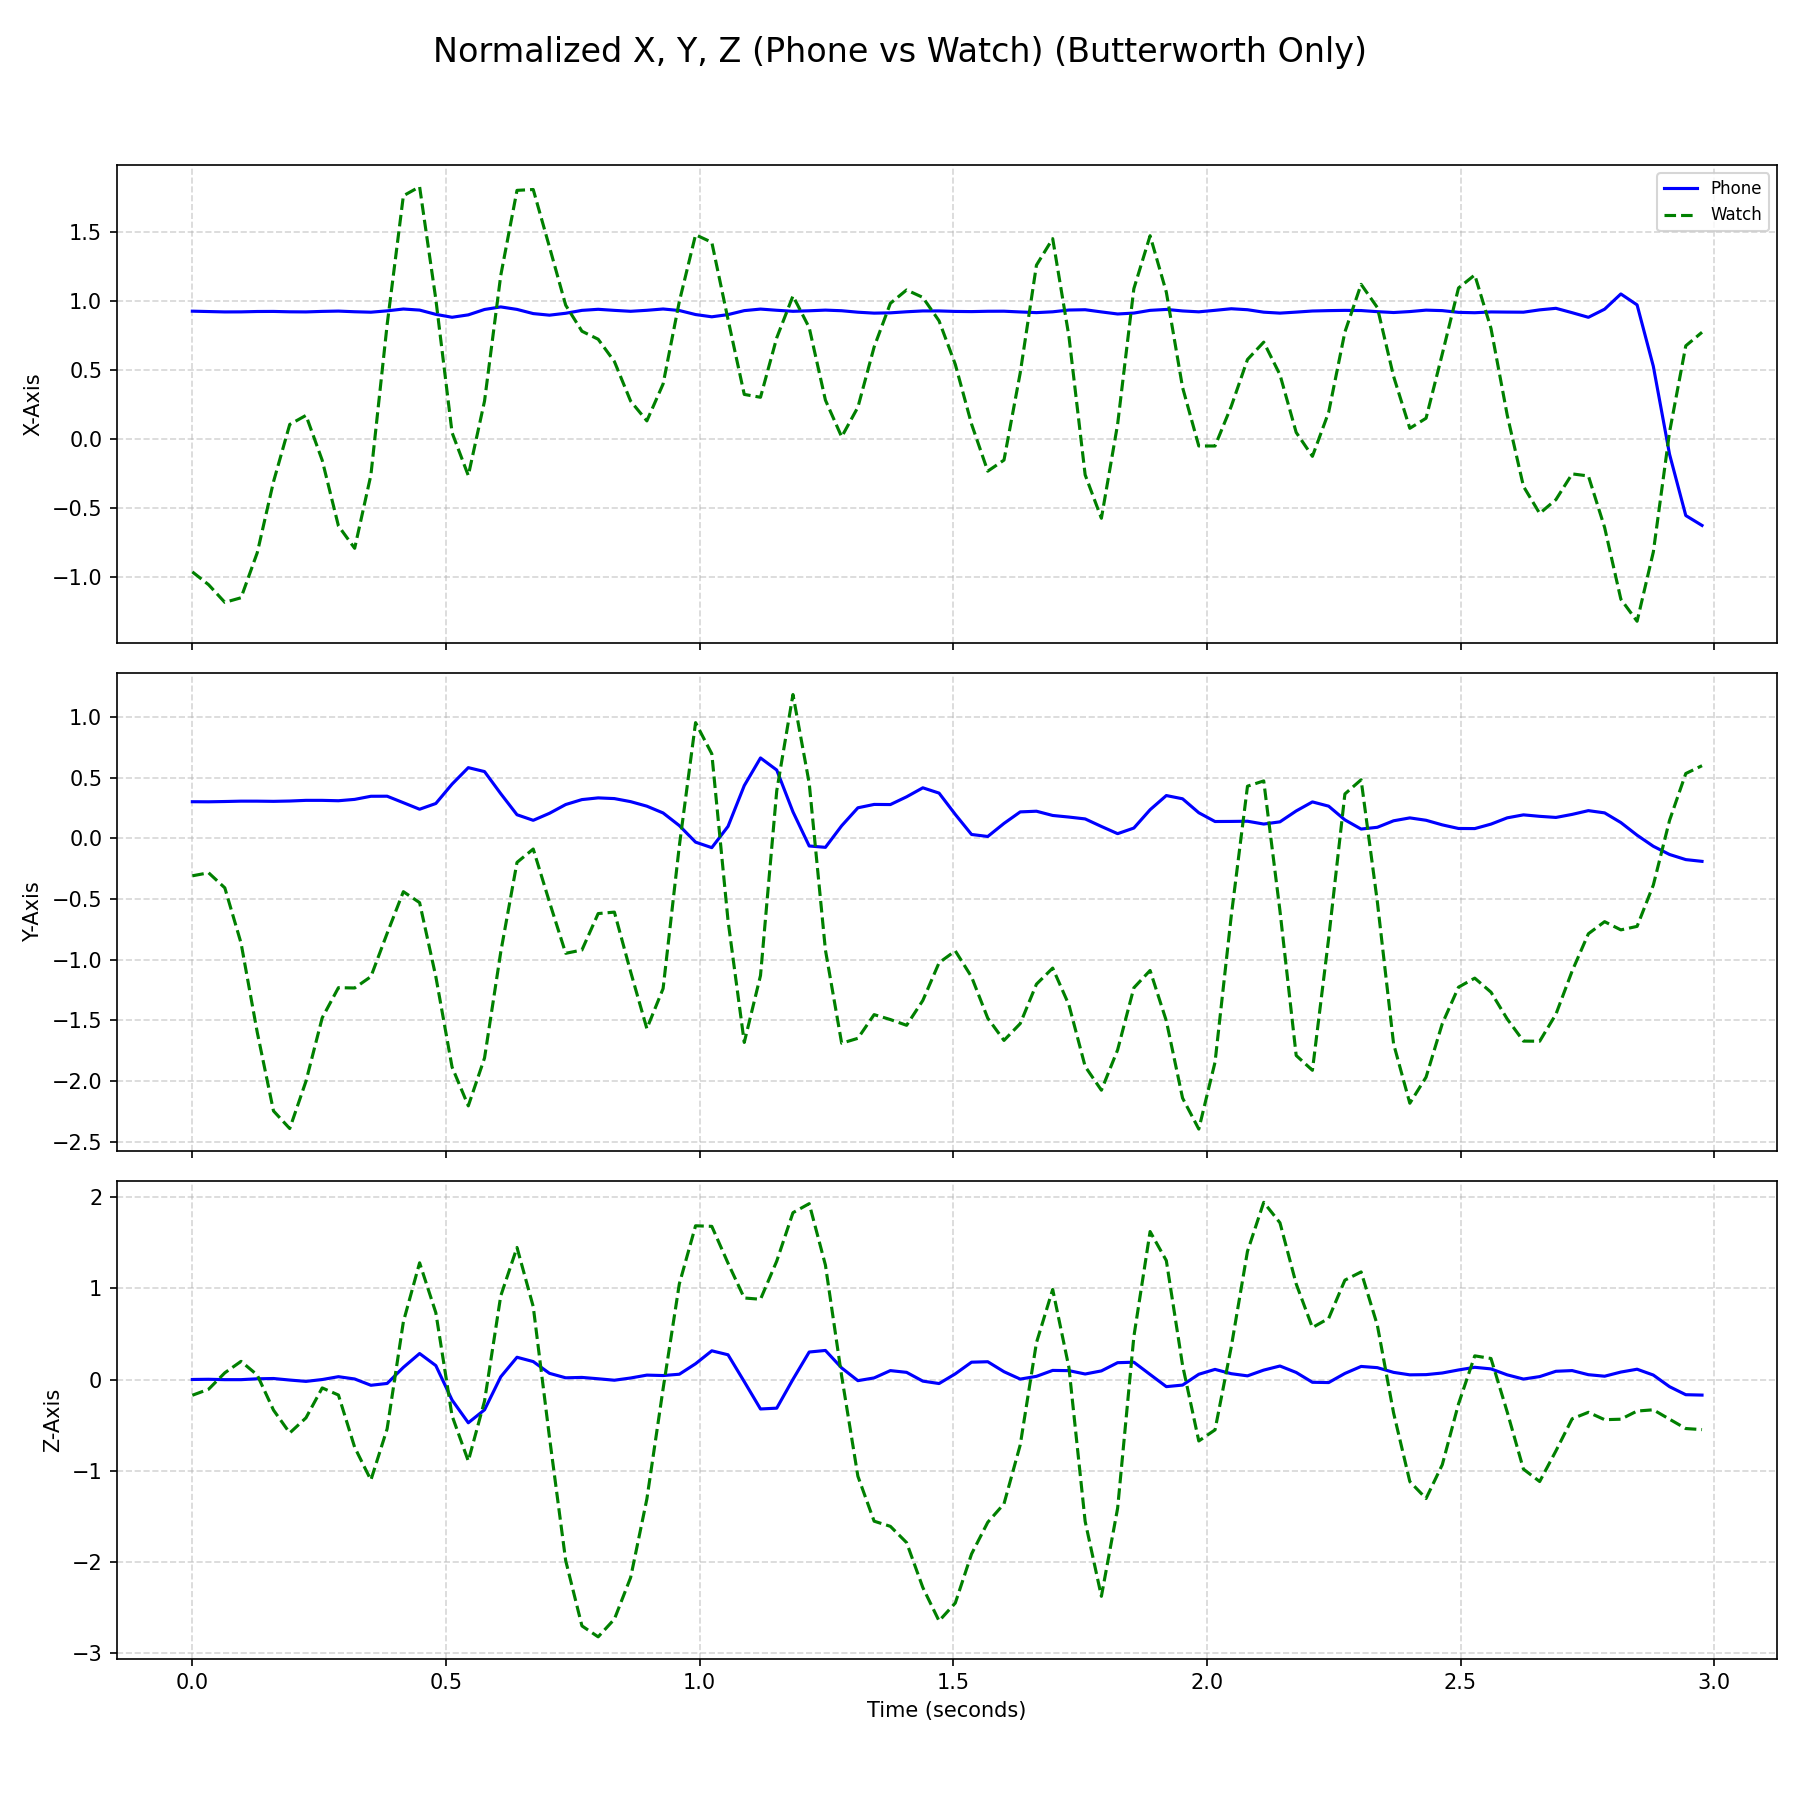 Normalized X, Y, Z (Phone vs Watch) (Butterworth Only)
Phone
Watch
1.5
1.0
0.5
0.0
−0.5
−1.0
X-Axis
1.0
0.5
0.0
−0.5
−1.0
−1.5
−2.0
−2.5
Y-Axis
2
1
0
−1
−2
−3
Z-Axis
0.0 0.5 1.0 1.5 2.0 2.5 3.0
Time (seconds)